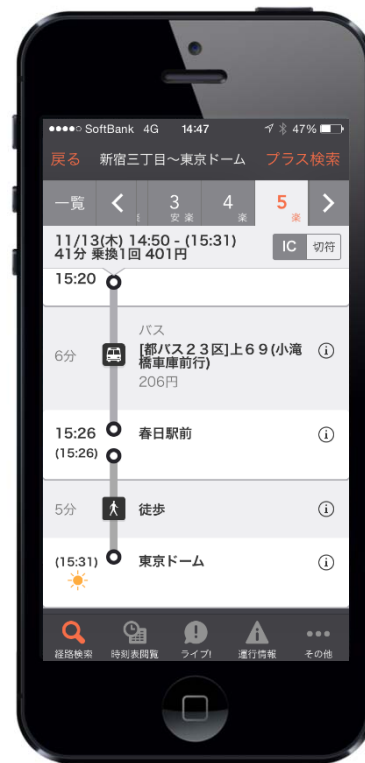 SoftBank 4G 14:47 47%
戻る 新宿三丁目～東京ドーム プラス検索
一覧 3 安 楽 4 楽 5 楽
11/13(木) 14:50 - (15:31)
41分 乗換1回 401円
IC 切符
15:20
バス
6分 [都バス23区]上69(小滝
橋車庫前行)
206円
15:26 春日駅前
(15:26)
5分 徒歩
(15:31) 東京ドーム
経路検索 時刻表閲覧 ライブ! 運行情報 その他